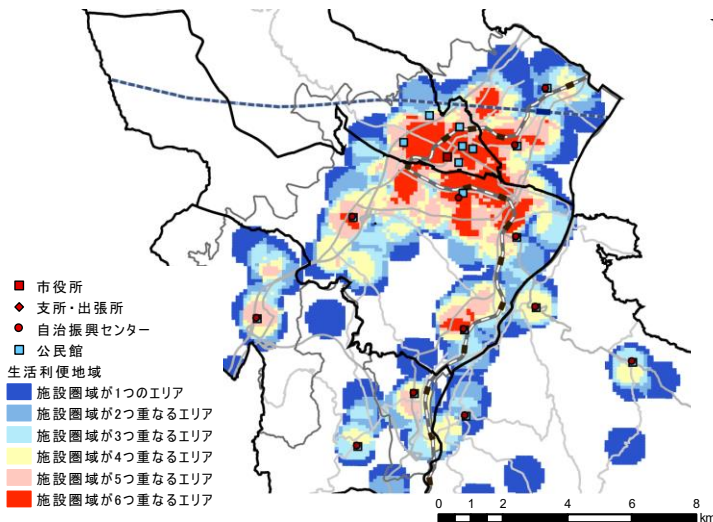 市役所
支所・出張所
自治振興センター
公民館
生活利便地域
施設圏域が1つのエリア
施設圏域が2つ重なるエリア
施設圏域が3つ重なるエリア
施設圏域が4つ重なるエリア
施設圏域が5つ重なるエリア
施設圏域が6つ重なるエリア
0 1 2 4 6 8
km